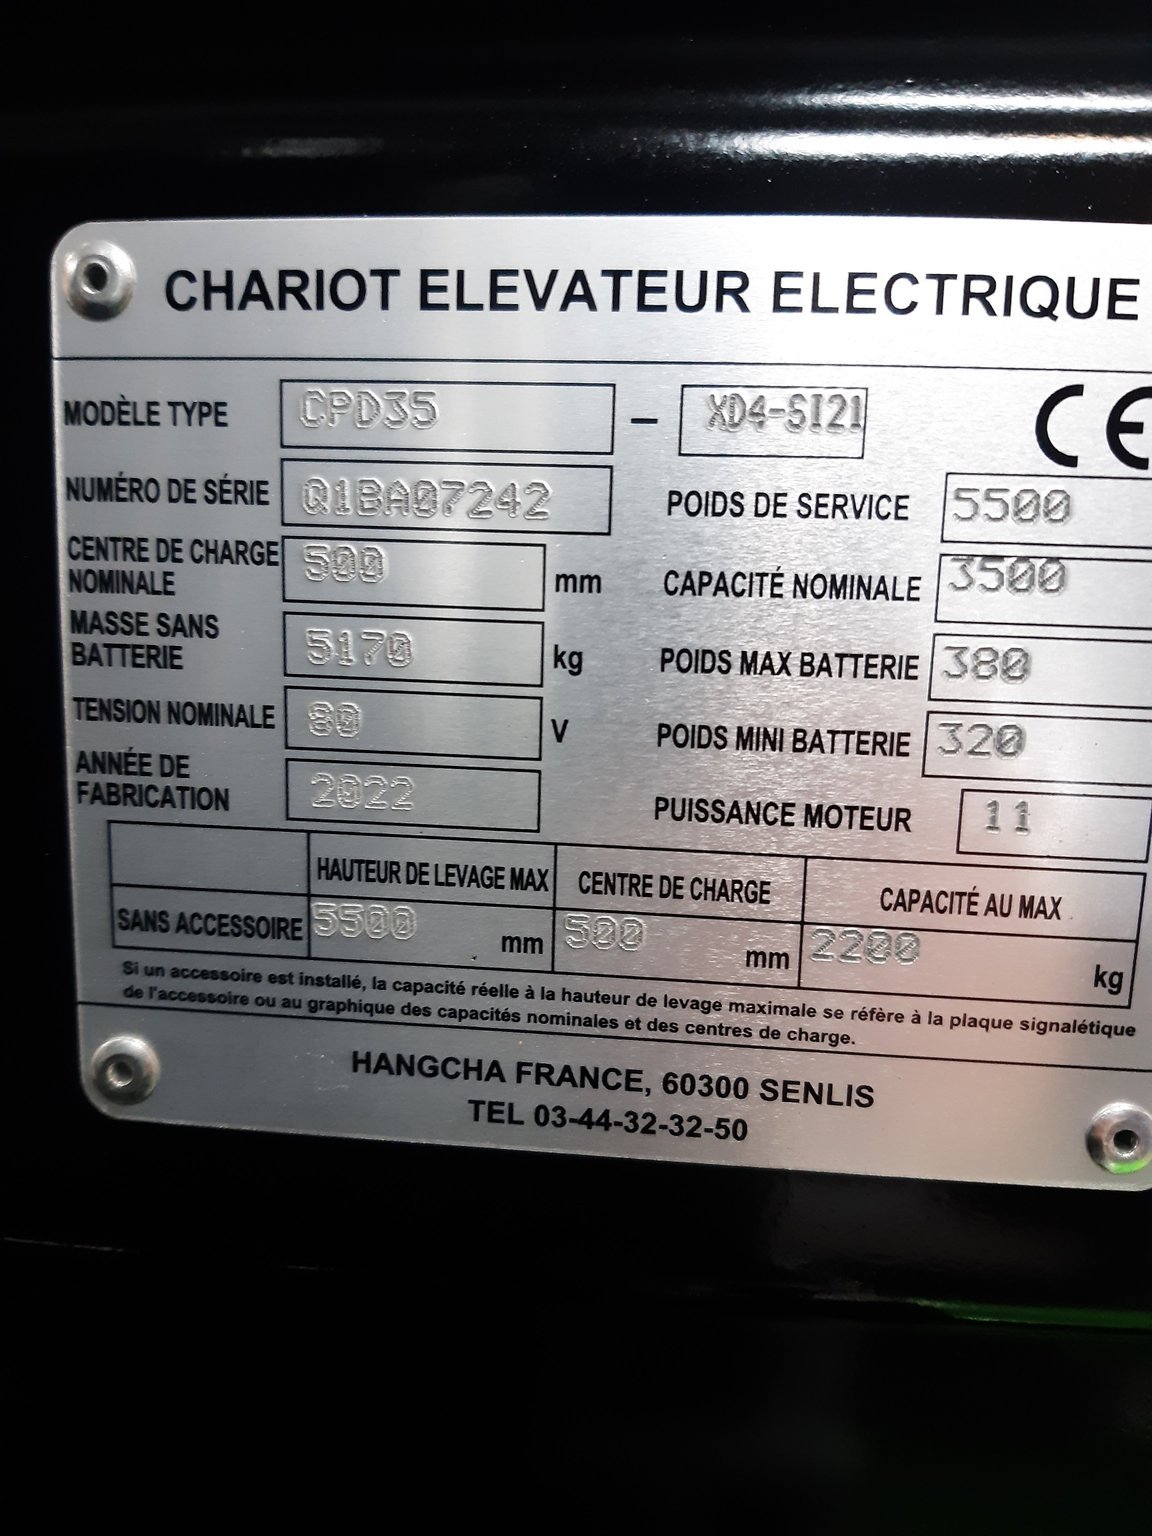 CHARIOT ELEVATEUR ELECTRIQUE
MODÈLE TYPE CPD35 - XD4-SI21 CE
NUMÉRO DE SÉRIE Q1BA07242 POIDS DE SERVICE 5500
CENTRE DE CHARGE
NOMINALE 500 mm CAPACITÉ NOMINALE 3500
MASSE SANS
BATTERIE 5170 kg POIDS MAX BATTERIE 380
TENSION NOMINALE 80 V POIDS MINI BATTERIE 320
ANNÉE DE
FABRICATION 2022 PUISSANCE MOTEUR 11
HAUTEUR DE LEVAGE MAX CENTRE DE CHARGE CAPACITÉ AU MAX
SANS ACCESSOIRE 5500 mm 500 mm 2200 kg
Si un accessoire est installé, la capacité réelle à la hauteur de levage maximale se réfère à la plaque signalétique
de l'accessoire ou au graphique des capacités nominales et des centres de charge.
HANGCHA FRANCE, 60300 SENLIS
TEL 03-44-32-32-50